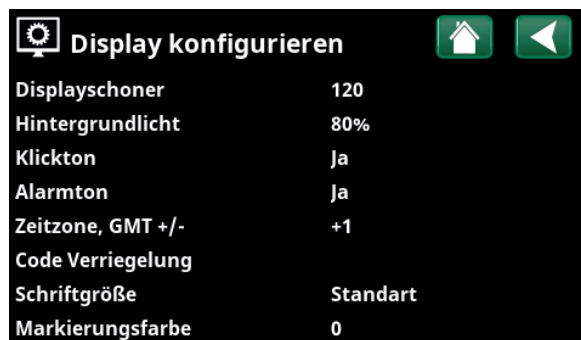 Display konfigurieren
Displayschoner 120
Hintergrundlicht 80%
Klickton Ja
Alarmton Ja
Zeitzone, GMT +/- +1
Code Verriegelung
Schriftgröße Standart
Markierungsfarbe 0